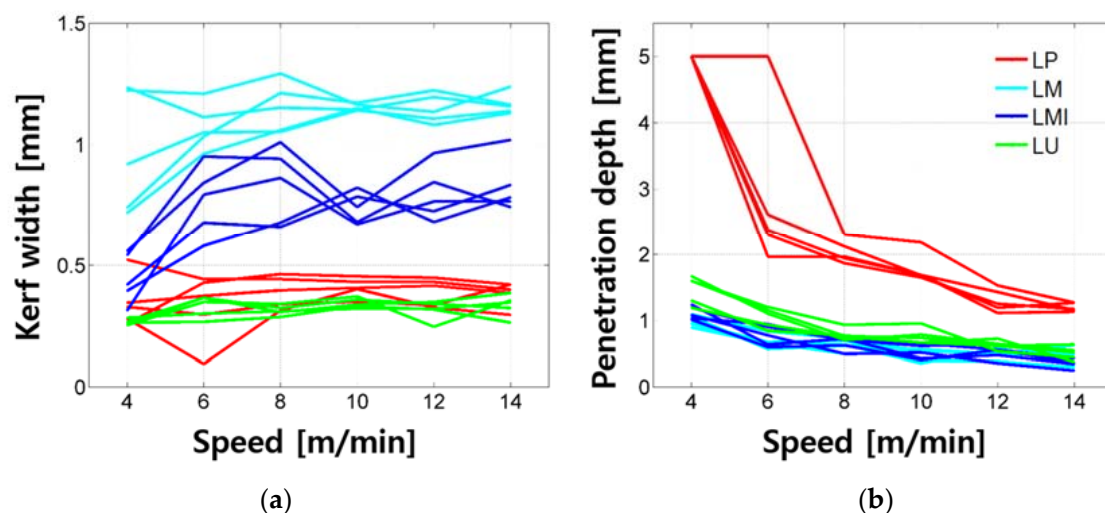 1.5
1
0.5
0
Kerf width [mm]
4 6 8 10 12 14
Speed [m/min]
(a)
5
4
3
2
1
0
Penetration depth [mm]
LP
LM
LMI
LU
4 6 8 10 12 14
Speed [m/min]
(b)